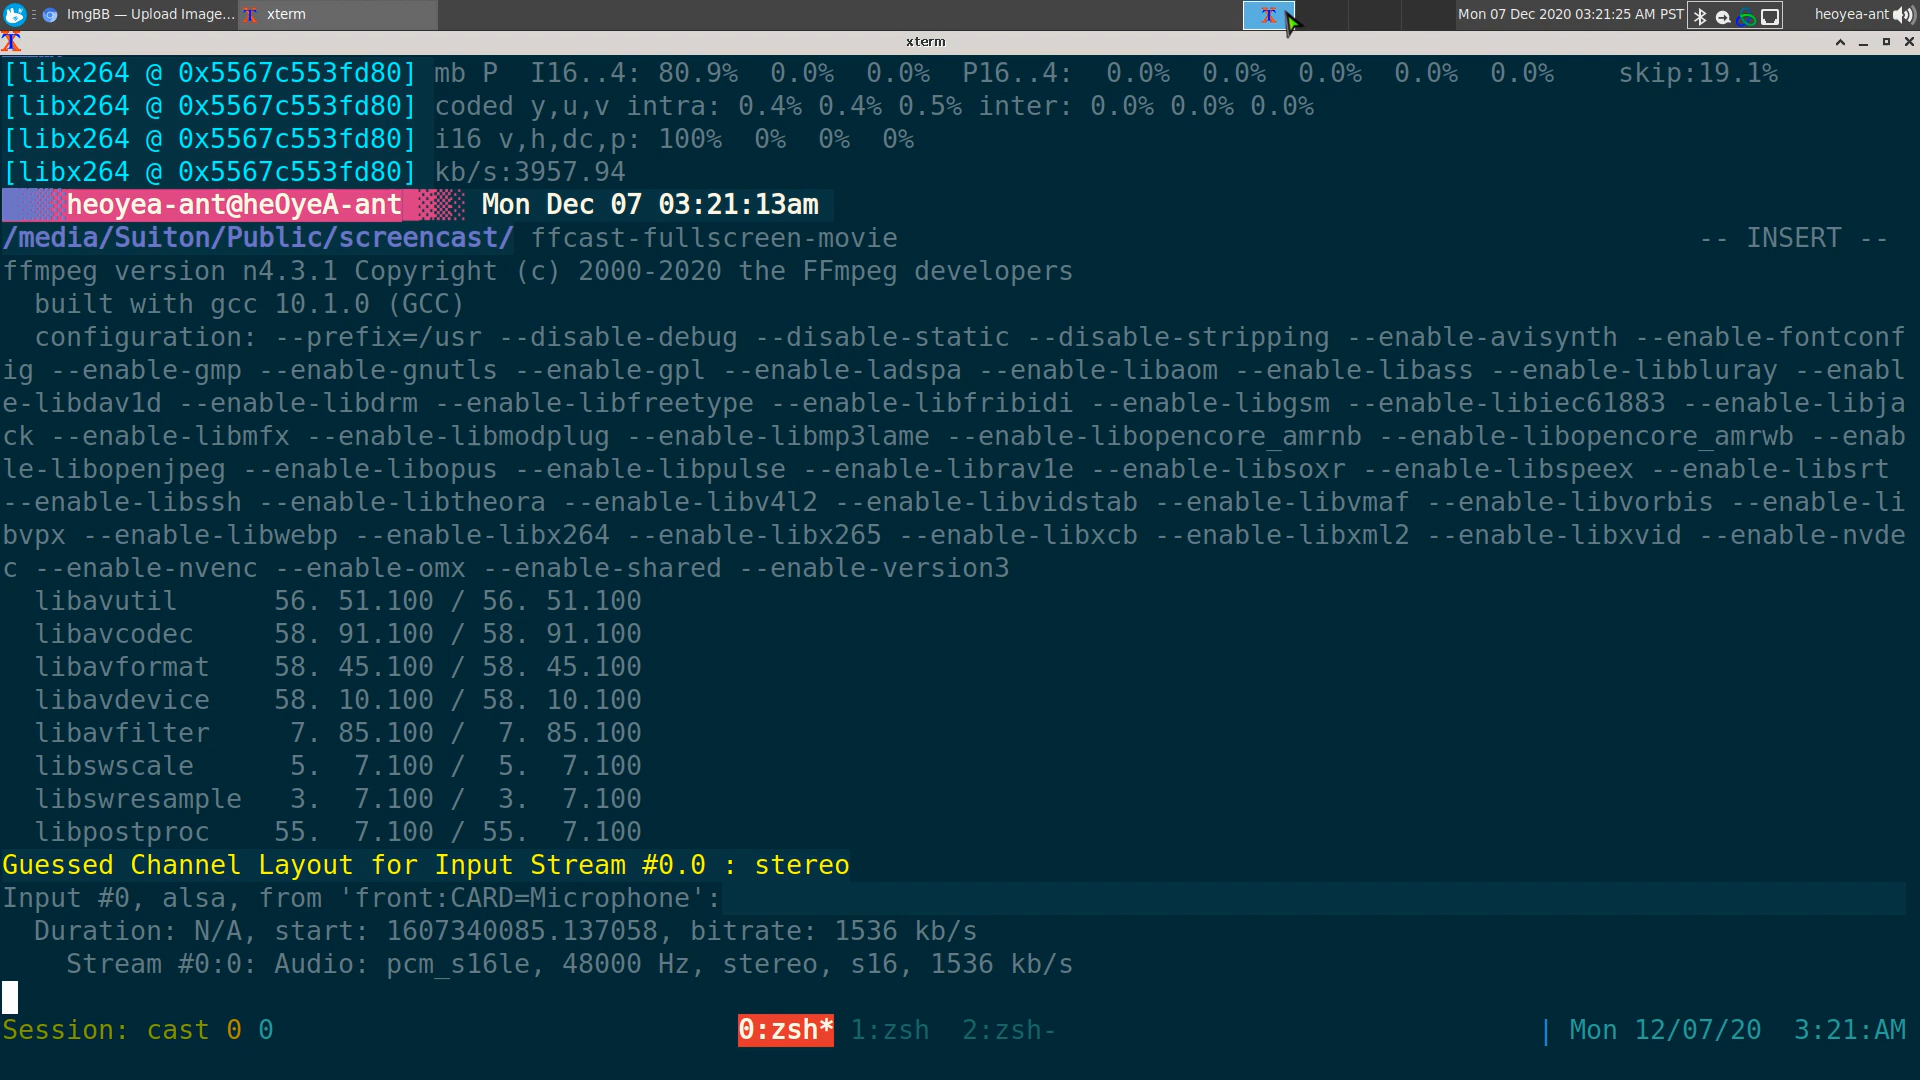 ImgBB — Upload Image... xterm Mon 07 Dec 2020 03:21:25 AM PST heoyea-ant
xterm
[libx264 @ 0x5567c553fd80] mb P  I16..4: 80.9%  0.0%  0.0%  P16..4:  0.0%  0.0%  0.0%  0.0%  0.0%    skip:19.1%
[libx264 @ 0x5567c553fd80] coded y,u,v intra: 0.4% 0.4% 0.5% inter: 0.0% 0.0% 0.0%
[libx264 @ 0x5567c553fd80] i16 v,h,dc,p: 100%  0%  0%  0%
[libx264 @ 0x5567c553fd80] kb/s:3957.94
heoyea-ant@heOyeA-ant Mon Dec 07 03:21:13am
/media/Suiton/Public/screencast/ ffcast-fullscreen-movie -- INSERT --
ffmpeg version n4.3.1 Copyright (c) 2000-2020 the FFmpeg developers
  built with gcc 10.1.0 (GCC)
  configuration: --prefix=/usr --disable-debug --disable-static --disable-stripping --enable-avisynth --enable-fontconf
ig --enable-gmp --enable-gnutls --enable-gpl --enable-ladspa --enable-libaom --enable-libass --enable-libbluray --enabl
e-libdav1d --enable-libdrm --enable-libfreetype --enable-libfribidi --enable-libgsm --enable-libiec61883 --enable-libja
ck --enable-libmfx --enable-libmodplug --enable-libmp3lame --enable-libopencore_amrnb --enable-libopencore_amrwb --enab
le-libopenjpeg --enable-libopus --enable-libpulse --enable-librav1e --enable-libsoxr --enable-libspeex --enable-libsrt
--enable-libssh --enable-libtheora --enable-libv4l2 --enable-libvidstab --enable-libvmaf --enable-libvorbis --enable-li
bvpx --enable-libwebp --enable-libx264 --enable-libx265 --enable-libxcb --enable-libxml2 --enable-libxvid --enable-nvde
c --enable-nvenc --enable-omx --enable-shared --enable-version3
  libavutil      56. 51.100 / 56. 51.100
  libavcodec     58. 91.100 / 58. 91.100
  libavformat    58. 45.100 / 58. 45.100
  libavdevice    58. 10.100 / 58. 10.100
  libavfilter     7. 85.100 /  7. 85.100
  libswscale      5.  7.100 /  5.  7.100
  libswresample   3.  7.100 /  3.  7.100
  libpostproc    55.  7.100 / 55.  7.100
Guessed Channel Layout for Input Stream #0.0 : stereo
Input #0, alsa, from 'front:CARD=Microphone':
  Duration: N/A, start: 1607340085.137058, bitrate: 1536 kb/s
    Stream #0:0: Audio: pcm_s16le, 48000 Hz, stereo, s16, 1536 kb/s
Session: cast 0 0 0:zsh* 1:zsh 2:zsh- | Mon 12/07/20 3:21:AM